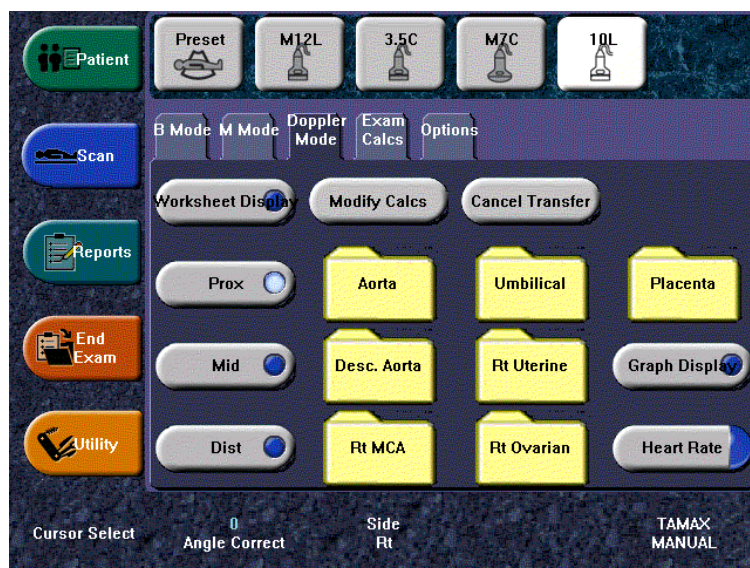 Patient
Preset
M12L
3.5C
M7C
10L
Scan
B Mode
M Mode
Doppler
Mode
Exam
Calcs
Options
Worksheet Display
Modify Calcs
Cancel Transfer
Reports
Prox
Aorta
Umbilical
Placenta
End
Exam
Mid
Desc. Aorta
Rt Uterine
Graph Display
Utility
Dist
Rt MCA
Rt Ovarian
Heart Rate
Cursor Select
0
Angle Correct
Side
Rt
TAMAX
MANUAL